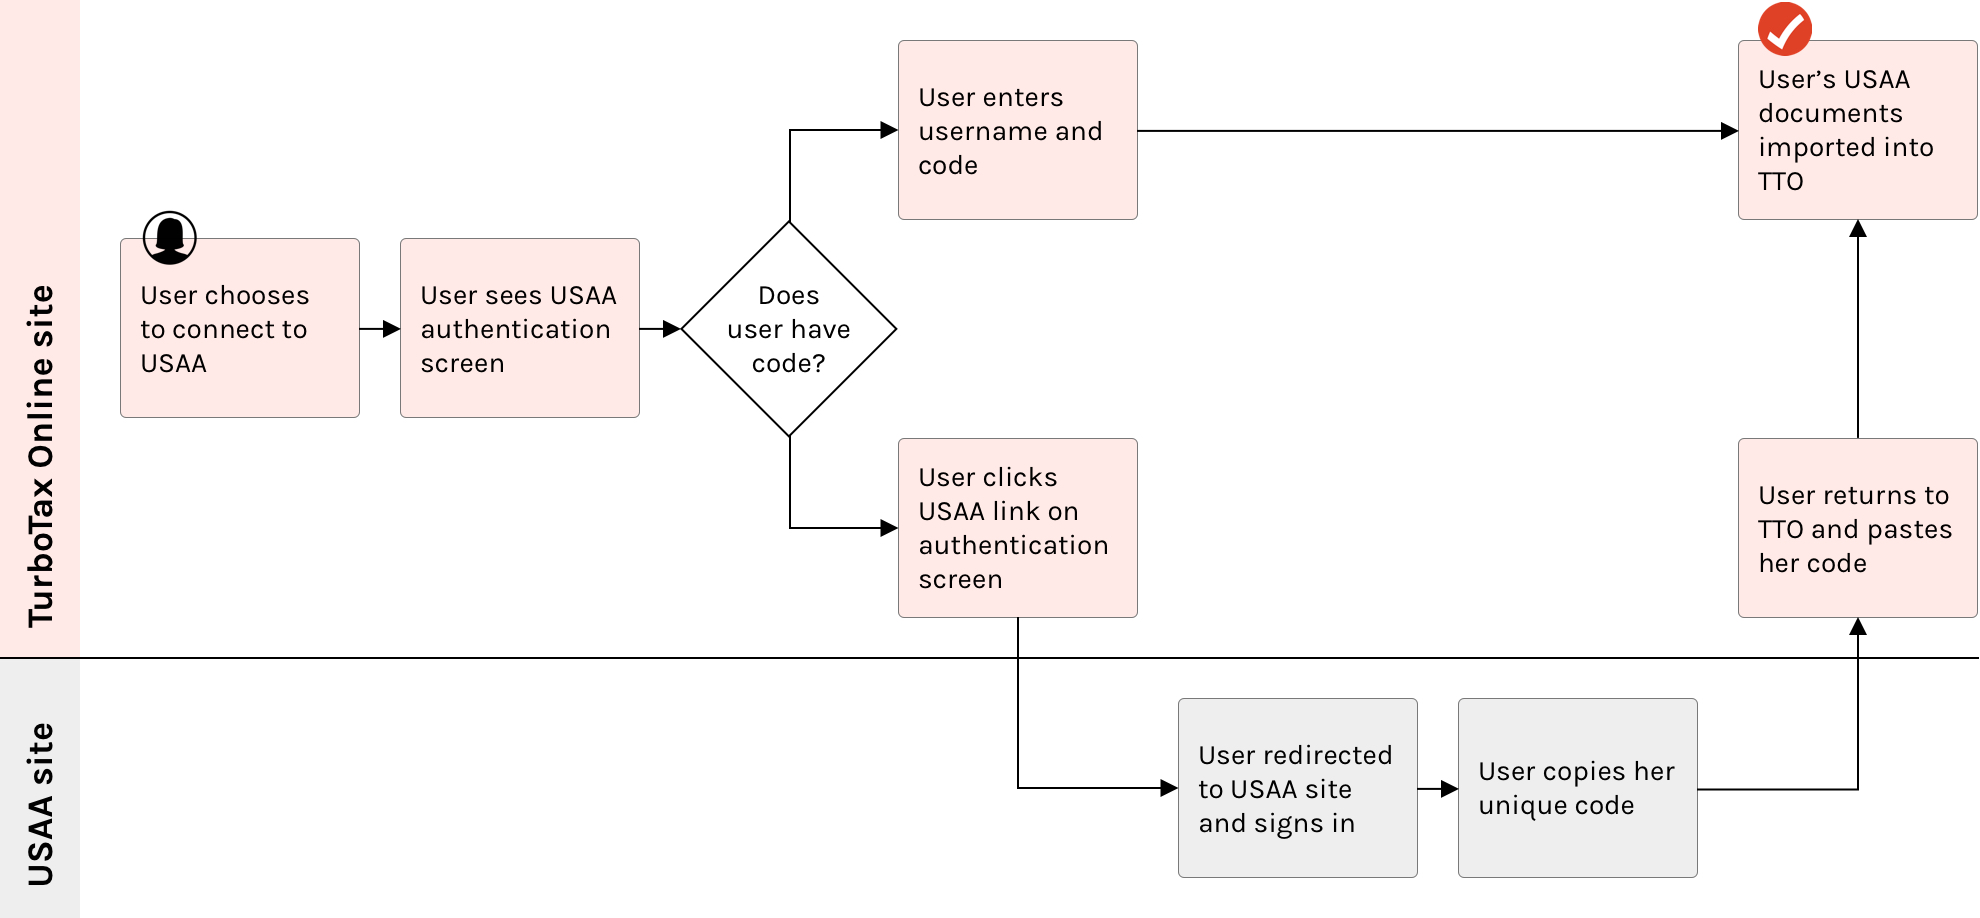 TurboTax Online site
User chooses
to connect to
USAA
User sees USAA
authentication
screen
Does
user have
code?
User enters
username and
code
User's USAA
documents
imported into
TTO
User clicks
USAA link on
authentication
screen
User returns to
TTO and pastes
her code
USAA site
User redirected
to USAA site
and signs in
User copies her
unique code